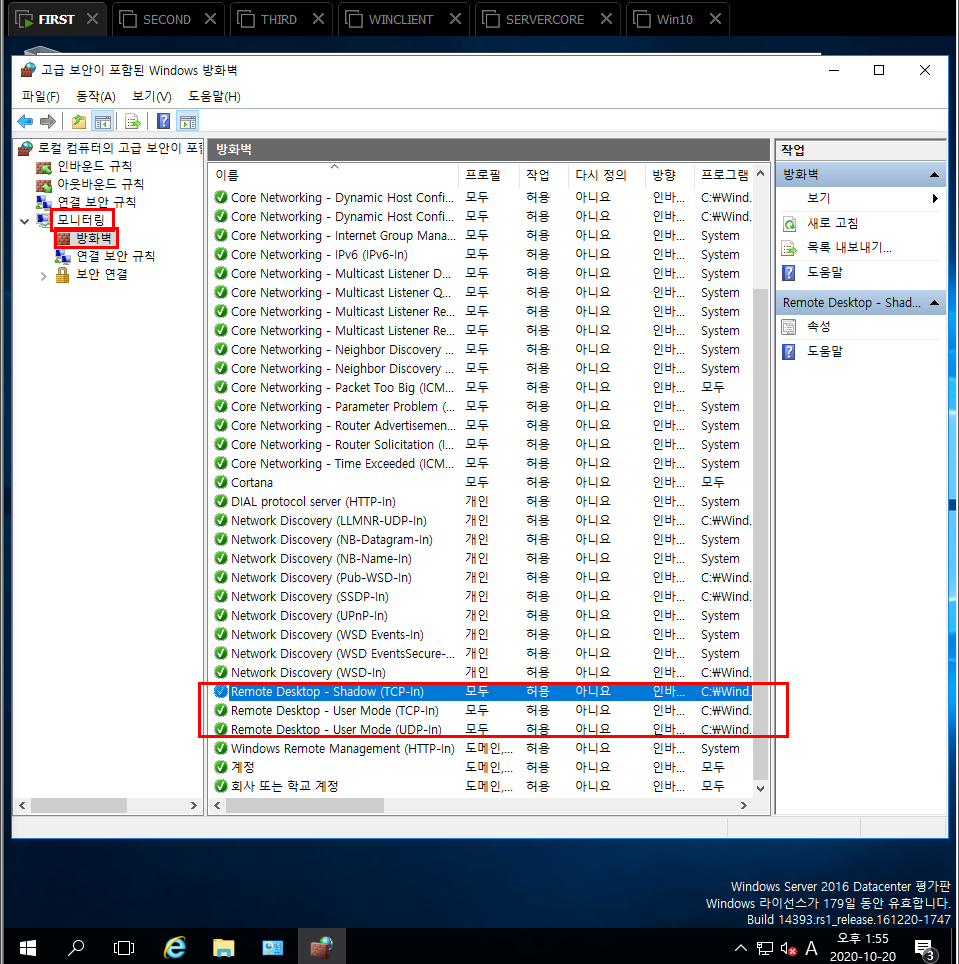 FIRST SECOND THIRD WINCLIENT SERVERCORE Win10
고급 보안이 포함된 Windows 방화벽
파일(F) 동작(A) 보기(V) 도움말(H)
로컬 컴퓨터의 고급 보안이 포함
인바운드 규칙
아웃바운드 규칙
연결 보안 규칙
모니터링
방화벽
연결 보안 규칙
보안 연결
방화벽
이름 프로필 작업 다시 정의 방향 프로그램
Core Networking - Dynamic Host Confi... 모두 허용 아니요 인바... C:₩Wind.
Core Networking - Dynamic Host Confi... 모두 허용 아니요 인바... C:₩Wind.
Core Networking - Internet Group Mana... 모두 허용 아니요 인바... System
Core Networking - IPv6 (IPv6-In) 모두 허용 아니요 인바... System
Core Networking - Multicast Listener D... 모두 허용 아니요 인바... System
Core Networking - Multicast Listener Q... 모두 허용 아니요 인바... System
Core Networking - Multicast Listener Re... 모두 허용 아니요 인바... System
Core Networking - Multicast Listener Re... 모두 허용 아니요 인바... System
Core Networking - Neighbor Discovery ... 모두 허용 아니요 인바... System
Core Networking - Neighbor Discovery ... 모두 허용 아니요 인바... System
Core Networking - Packet Too Big (ICM... 모두 허용 아니요 인바... 모두
Core Networking - Parameter Problem (... 모두 허용 아니요 인바... System
Core Networking - Router Advertisemen... 모두 허용 아니요 인바... System
Core Networking - Router Solicitation (I... 모두 허용 아니요 인바... System
Core Networking - Time Exceeded (ICM... 모두 허용 아니요 인바... System
Cortana 모두 허용 아니요 인바... 모두
DIAL protocol server (HTTP-In) 개인 허용 아니요 인바... System
Network Discovery (LLMNR-UDP-In) 개인 허용 아니요 인바... C:₩Wind.
Network Discovery (NB-Datagram-In) 개인 허용 아니요 인바... System
Network Discovery (NB-Name-In) 개인 허용 아니요 인바... System
Network Discovery (Pub-WSD-In) 개인 허용 아니요 인바... C:₩Wind.
Network Discovery (SSDP-In) 개인 허용 아니요 인바... C:₩Wind.
Network Discovery (UPnP-In) 개인 허용 아니요 인바... System
Network Discovery (WSD Events-In) 개인 허용 아니요 인바... System
Network Discovery (WSD EventsSecure-... 개인 허용 아니요 인바... System
Network Discovery (WSD-In) 개인 허용 아니요 인바... C:₩Wind.
Remote Desktop - Shadow (TCP-In) 모두 허용 아니요 인바... C:₩Wind.
Remote Desktop - User Mode (TCP-In) 모두 허용 아니요 인바... C:₩Wind.
Remote Desktop - User Mode (UDP-In) 모두 허용 아니요 인바... C:₩Wind.
Windows Remote Management (HTTP-In) 도메인,... 허용 아니요 인바... System
계정 도메인,... 허용 아니요 인바... 모두
회사 또는 학교 계정 도메인,... 허용 아니요 인바... 모두
작업
방화벽
보기
새로 고침
목록 내보내기...
도움말
Remote Desktop - Shad...
속성
도움말
Windows Server 2016 Datacenter 평가판
Windows 라이선스가 179일 동안 유효합니다.
Build 14393.rs1_release.161220-1747
A 오후 1:55
2020-10-20
3